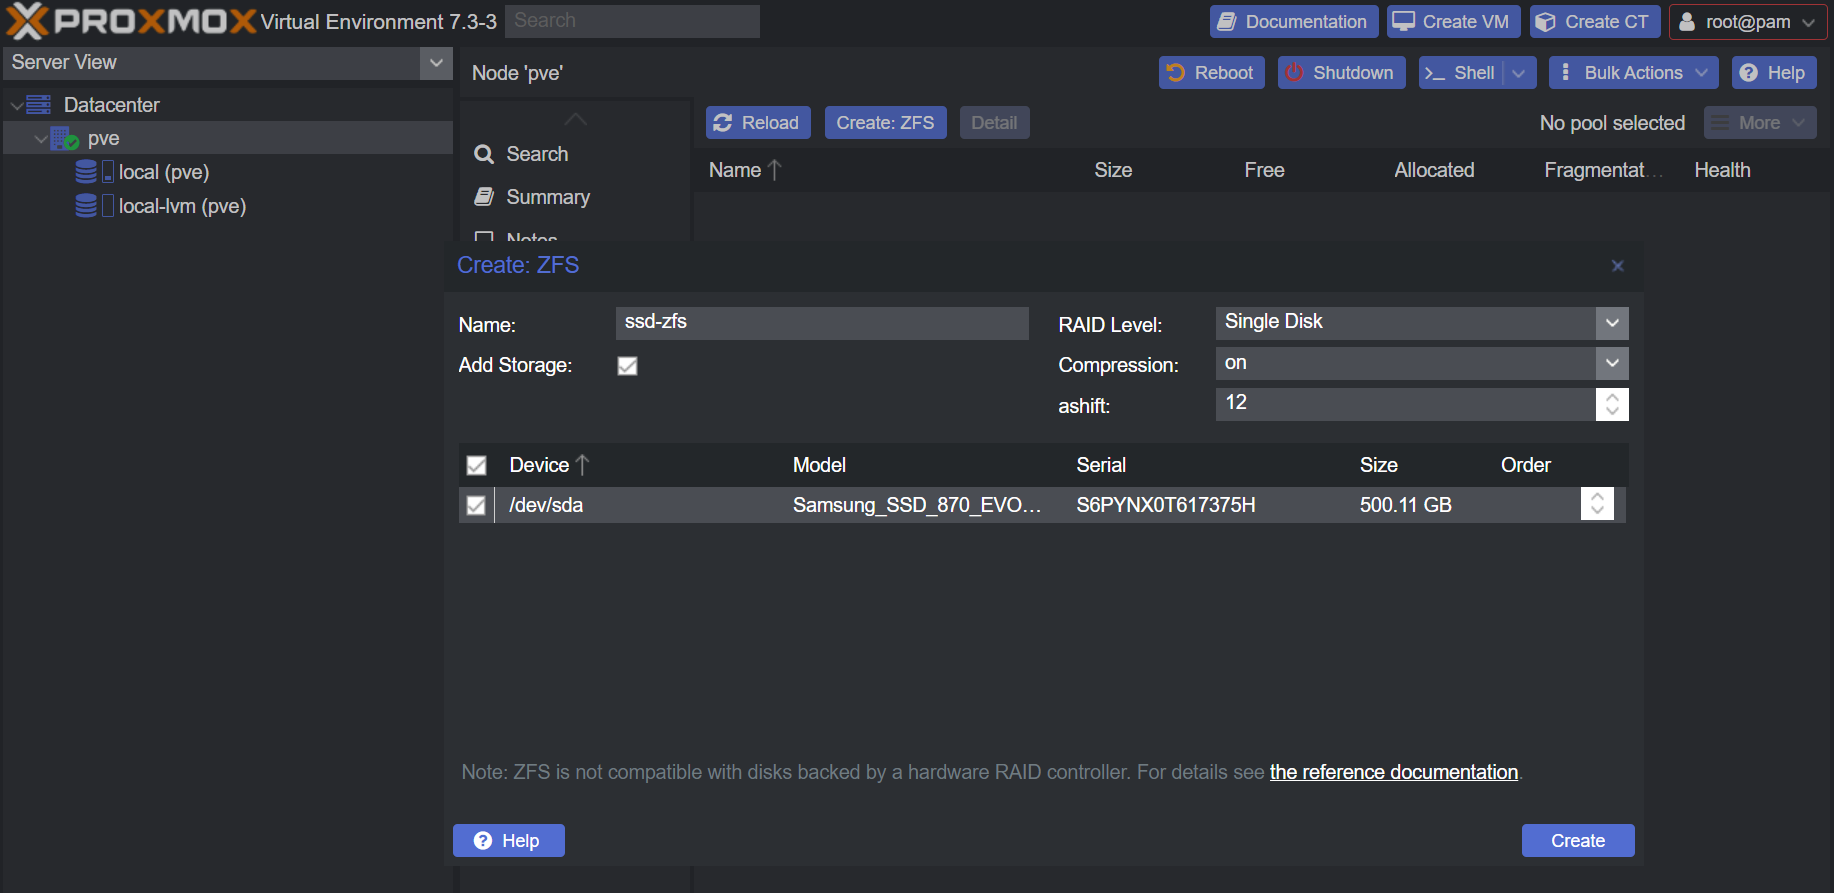 PROXMOX Virtual Environment 7.3-3 Search Documentation Create VM Create CT root@pam
Server View
Node 'pve' Reboot Shutdown >_ Shell Bulk Actions Help
Datacenter
pve
local (pve)
local-lvm (pve)
Search
Summary
Notes
Reload Create: ZFS Detail No pool selected More
Name Size Free Allocated Fragmentat... Health
Create: ZFS
Name: ssd-zfs RAID Level: Single Disk
Add Storage: Compression: on
ashift: 12
Device Model Serial Size Order
/dev/sda Samsung_SSD_870_EVO... S6PYNX0T617375H 500.11 GB
Note: ZFS is not compatible with disks backed by a hardware RAID controller. For details see the reference documentation.
Help Create